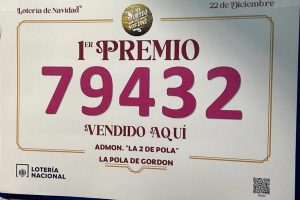 Lotería de Navidad
22 de Diciembre
1ER PREMIO
79432
VENDIDO AQUÍ
ADMON. "LA 2 DE POLA"
LA POLA DE GORDON
LOTERÍA
NACIONAL